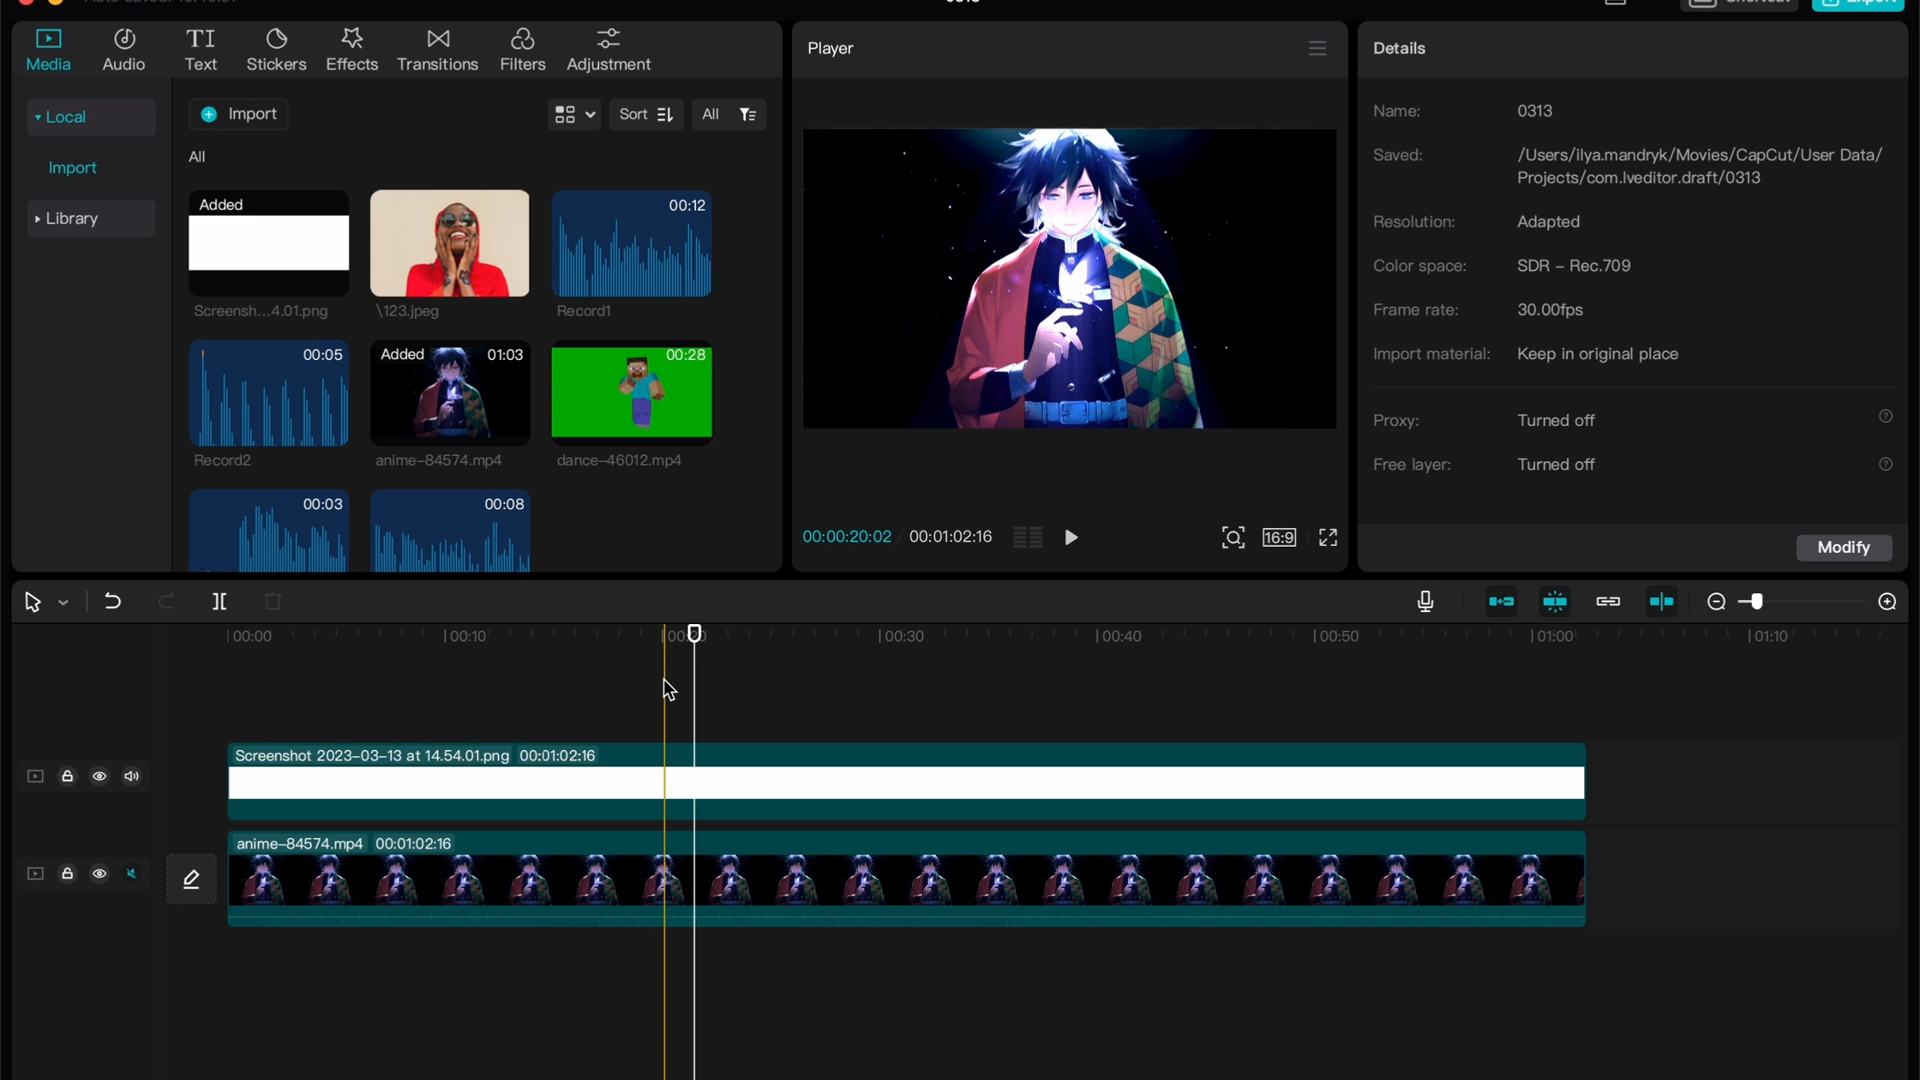 0313
Shortcut
Export
Media
Audio
Text
Stickers
Effects
Transitions
Filters
Adjustment
Local
Import
Library
Import
Sort
All
All
Added
Screensh...4.01.png
\123.jpeg
00:12
Record1
00:05
Record2
Added
01:03
anime-84574.mp4
00:28
dance-46012.mp4
00:03
00:08
Player
00:00:20:02 / 00:01:02:16
16:9
Details
Name: 0313
Saved: /Users/ilya.mandryk/Movies/CapCut/User Data/
Projects/com.lveditor.draft/0313
Resolution: Adapted
Color space: SDR – Rec.709
Frame rate: 30.00fps
Import material: Keep in original place
Proxy: Turned off
Free layer: Turned off
Modify
00:00
00:10
00:20
00:30
00:40
00:50
01:00
01:10
Screenshot 2023-03-13 at 14.54.01.png 00:01:02:16
anime-84574.mp4 00:01:02:16